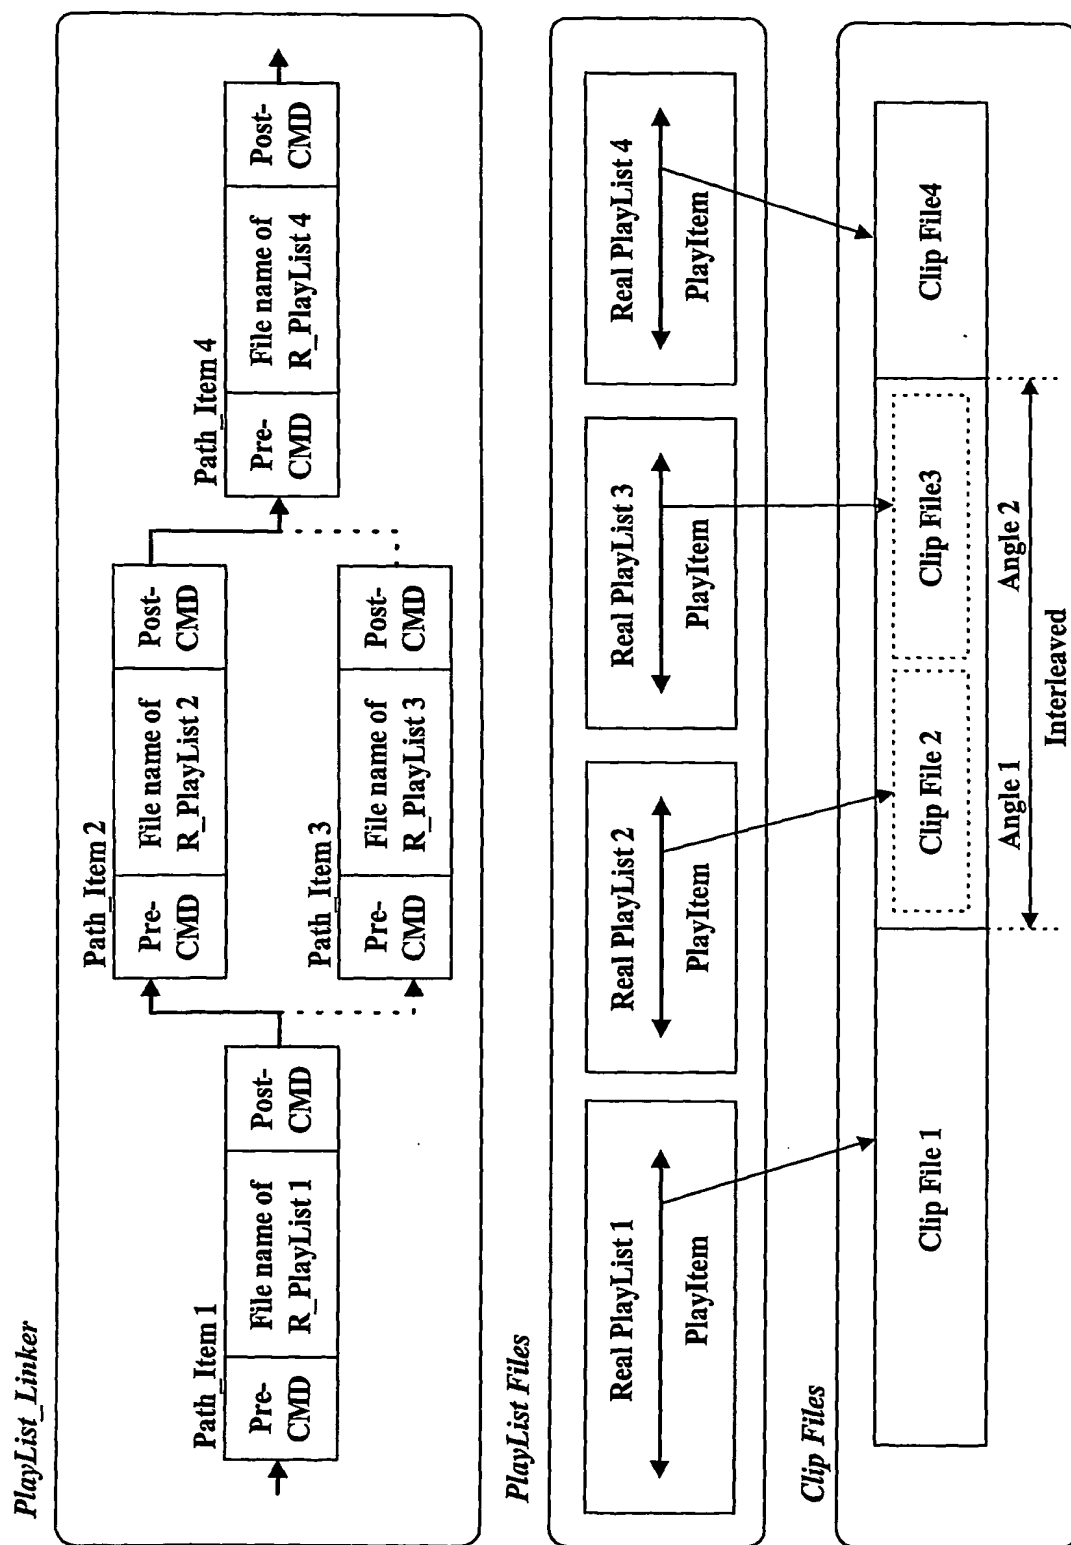 PlayList_Linker
Path_Item 1
Pre-
CMD
File name of
R_PlayList 1
Post-
CMD
Path_Item 2
Pre-
CMD
File name of
R_PlayList 2
Post-
CMD
Path_Item 3
Pre-
CMD
File name of
R_PlayList 3
Post-
CMD
Path_Item 4
Pre-
CMD
File name of
R_PlayList 4
Post-
CMD
PlayList Files
Real PlayList 1
PlayItem
Real PlayList 2
PlayItem
Real PlayList 3
PlayItem
Real PlayList 4
PlayItem
Clip Files
Clip File 1
Clip File 2
Clip File3
Clip File4
Angle 1
Angle 2
Interleaved